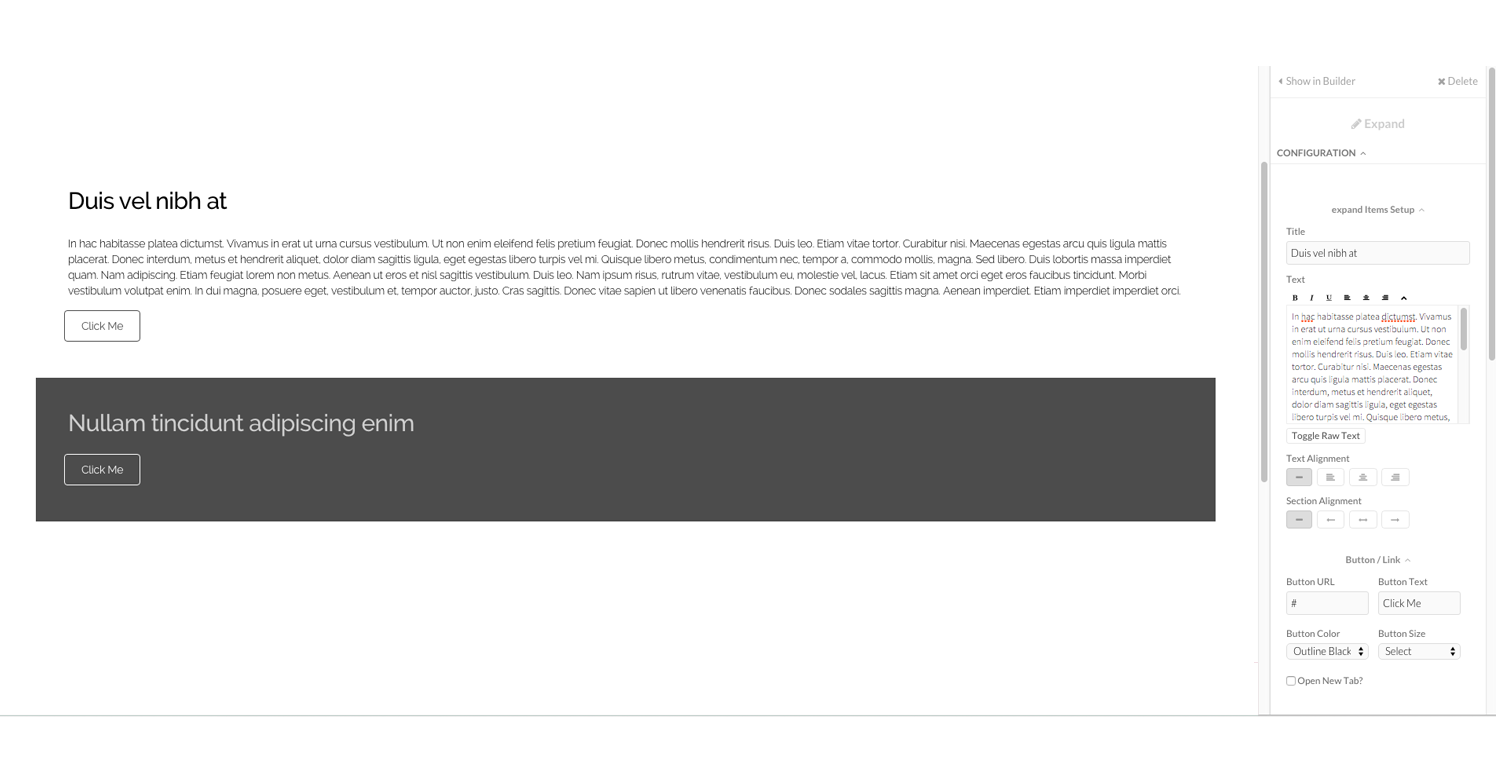 Show in Builder
Delete
Expand
CONFIGURATION
Duis vel nibh at
In hac habitasse platea dictumst. Vivamus in erat ut urna cursus vestibulum. Ut non enim eleifend felis pretium feugiat. Donec mollis hendrerit risus. Duis leo. Etiam vitae tortor. Curabitur nisi. Maecenas egestas arcu quis ligula mattis
placerat. Donec interdum, metus et hendrerit aliquet, dolor diam sagittis ligula, eget egestas libero turpis vel mi. Quisque libero metus, condimentum nec, tempor a, commodo mollis, magna. Sed libero. Duis lobortis massa imperdiet
quam. Nam adipiscing. Etiam feugiat lorem non metus. Aenean ut eros et nisl sagittis vestibulum. Duis leo. Nam ipsum risus, rutrum vitae, vestibulum eu, molestie vel, lacus. Etiam sit amet orci eget eros faucibus tincidunt. Morbi
vestibulum volutpat enim. In dui magna, posuere eget, vestibulum et, tempor auctor, justo. Cras sagittis. Donec vitae sapien ut libero venenatis faucibus. Donec sodales sagittis magna. Aenean imperdiet. Etiam imperdiet imperdiet orci.
Click Me
Nullam tincidunt adipiscing enim
Click Me
expand Items Setup
Title
Duis vel nibh at
Text
B I U
In hac habitasse platea dictumst. Vivamus
in erat ut urna cursus vestibulum. Ut non
enim eleifend felis pretium feugiat. Donec
mollis hendrerit risus. Duis leo. Etiam vitae
tortor. Curabitur nisi. Maecenas egestas
arcu quis ligula mattis placerat. Donec
interdum, metus et hendrerit aliquet,
dolor diam sagittis ligula, eget egestas
libero turpis vel mi. Quisque libero metus,
Toggle Raw Text
Text Alignment
Section Alignment
Button / Link
Button URL
Button Text
#
Click Me
Button Color
Button Size
Outline Black
Select
Open New Tab?